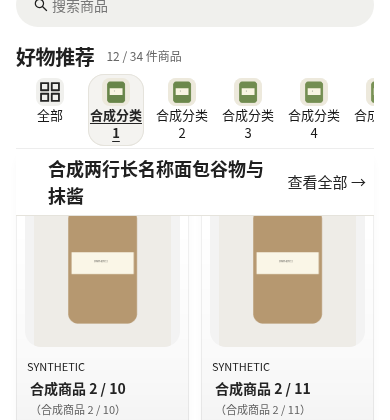 搜索商品
好物推荐 12 / 34 件商品
全部
合成分类
1
合成分类
2
合成分类
3
合成分类
4
合成两行长名称面包谷物与
抹酱
查看全部 →
SYNTHETIC
合成商品 2 / 10
（合成商品 2 / 10）
SYNTHETIC
合成商品 2 / 11
（合成商品 2 / 11）